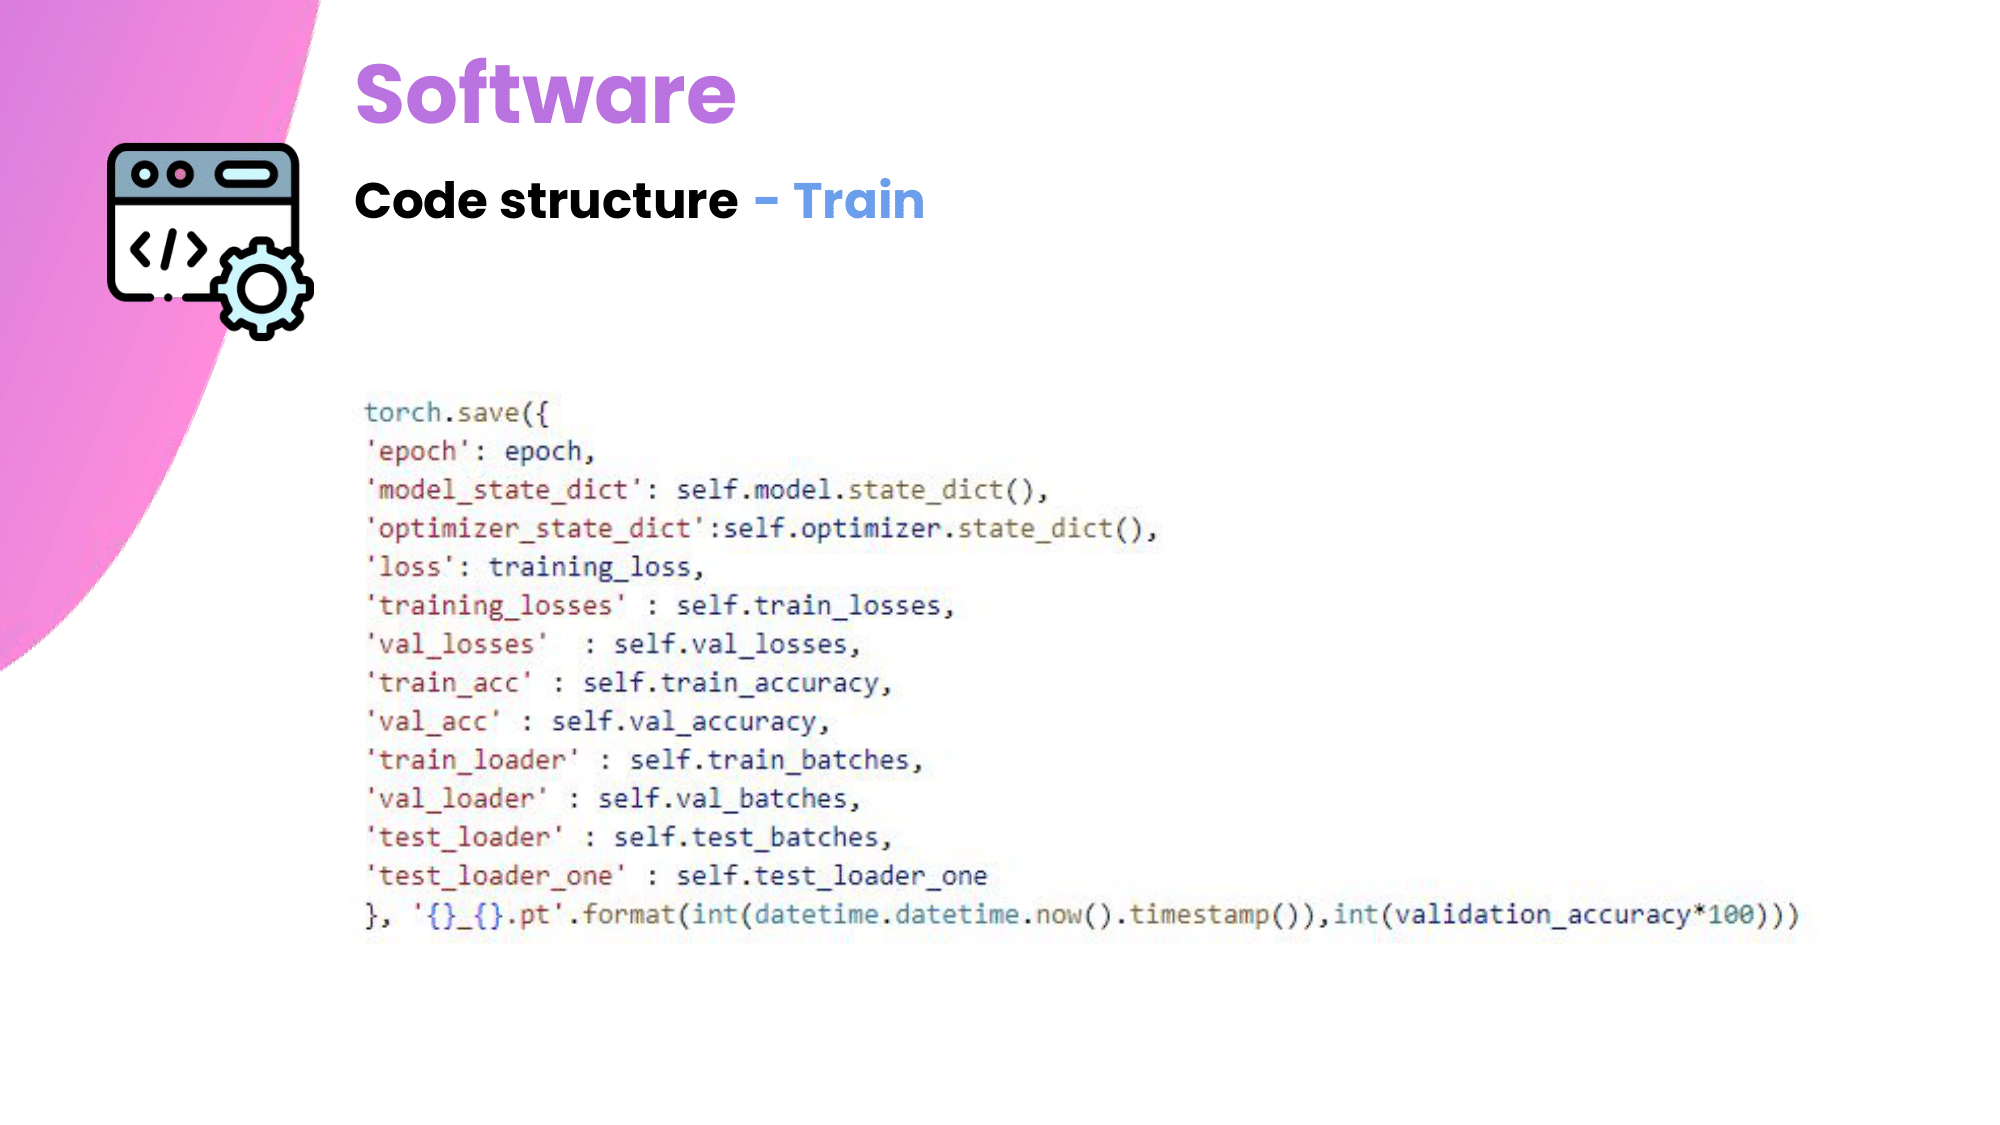 Software
Code structure - Train
</>
torch.save({
'epoch': epoch,
'model_state_dict': self.model.state_dict(),
'optimizer_state_dict':self.optimizer.state_dict(),
'loss': training_loss,
'training_losses' : self.train_losses,
'val_losses'  : self.val_losses,
'train_acc' : self.train_accuracy,
'val_acc' : self.val_accuracy,
'train_loader' : self.train_batches,
'val_loader' : self.val_batches,
'test_loader' : self.test_batches,
'test_loader_one' : self.test_loader_one
}, '{}_{}.pt'.format(int(datetime.datetime.now().timestamp()),int(validation_accuracy*100)))